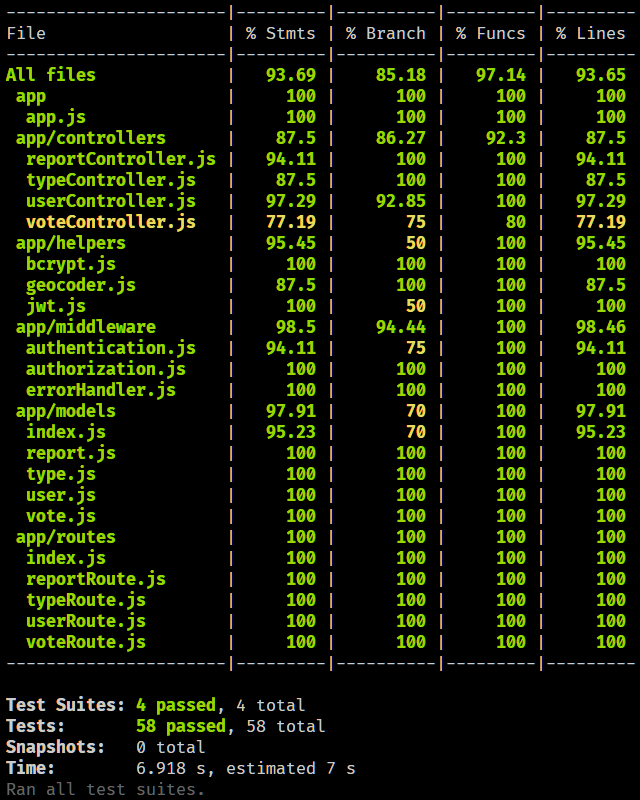 ----------------------|---------|----------|---------|---------
File                  | % Stmts | % Branch | % Funcs | % Lines
----------------------|---------|----------|---------|---------
All files             |   93.69 |    85.18 |   97.14 |   93.65
 app                  |     100 |      100 |     100 |     100
  app.js              |     100 |      100 |     100 |     100
 app/controllers      |    87.5 |    86.27 |    92.3 |    87.5
  reportController.js |   94.11 |      100 |     100 |   94.11
  typeController.js   |    87.5 |      100 |     100 |    87.5
  userController.js   |   97.29 |    92.85 |     100 |   97.29
  voteController.js   |   77.19 |       75 |      80 |   77.19
 app/helpers          |   95.45 |       50 |     100 |   95.45
  bcrypt.js           |     100 |      100 |     100 |     100
  geocoder.js         |    87.5 |      100 |     100 |    87.5
  jwt.js              |     100 |       50 |     100 |     100
 app/middleware       |    98.5 |    94.44 |     100 |   98.46
  authentication.js   |   94.11 |       75 |     100 |   94.11
  authorization.js    |     100 |      100 |     100 |     100
  errorHandler.js     |     100 |      100 |     100 |     100
 app/models           |   97.91 |       70 |     100 |   97.91
  index.js            |   95.23 |       70 |     100 |   95.23
  report.js           |     100 |      100 |     100 |     100
  type.js             |     100 |      100 |     100 |     100
  user.js             |     100 |      100 |     100 |     100
  vote.js             |     100 |      100 |     100 |     100
 app/routes           |     100 |      100 |     100 |     100
  index.js            |     100 |      100 |     100 |     100
  reportRoute.js      |     100 |      100 |     100 |     100
  typeRoute.js        |     100 |      100 |     100 |     100
  userRoute.js        |     100 |      100 |     100 |     100
  voteRoute.js        |     100 |      100 |     100 |     100
----------------------|---------|----------|---------|---------

Test Suites: 4 passed, 4 total
Tests:       58 passed, 58 total
Snapshots:   0 total
Time:        6.918 s, estimated 7 s
Ran all test suites.